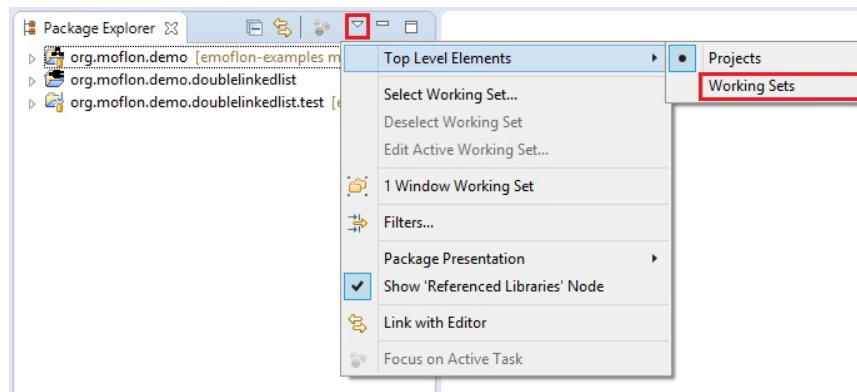 Package Explorer
org.moflon.demo [emoflon-examples m
org.moflon.demo.doublelinkedlist
org.moflon.demo.doublelinkedlist.test [e
Top Level Elements
Select Working Set...
Deselect Working Set
Edit Active Working Set...
1 Window Working Set
Filters...
Package Presentation
Show 'Referenced Libraries' Node
Link with Editor
Focus on Active Task
Projects
Working Sets